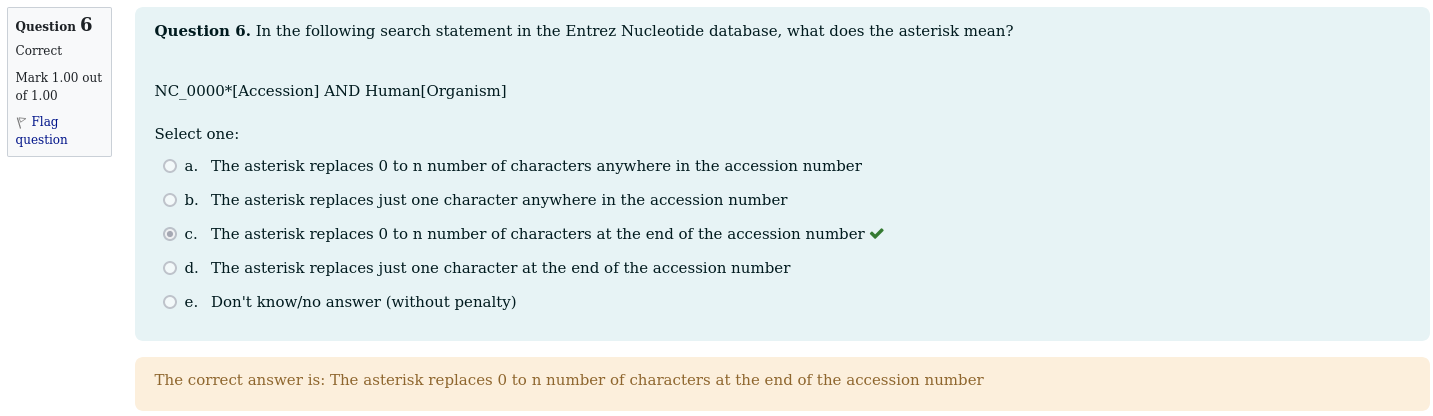 Question 6
Correct
Mark 1.00 out
of 1.00
Flag
question
Question 6. In the following search statement in the Entrez Nucleotide database, what does the asterisk mean?
NC_0000*[Accession] AND Human[Organism]
Select one:
a. The asterisk replaces 0 to n number of characters anywhere in the accession number
b. The asterisk replaces just one character anywhere in the accession number
c. The asterisk replaces 0 to n number of characters at the end of the accession number
d. The asterisk replaces just one character at the end of the accession number
e. Don't know/no answer (without penalty)
The correct answer is: The asterisk replaces 0 to n number of characters at the end of the accession number